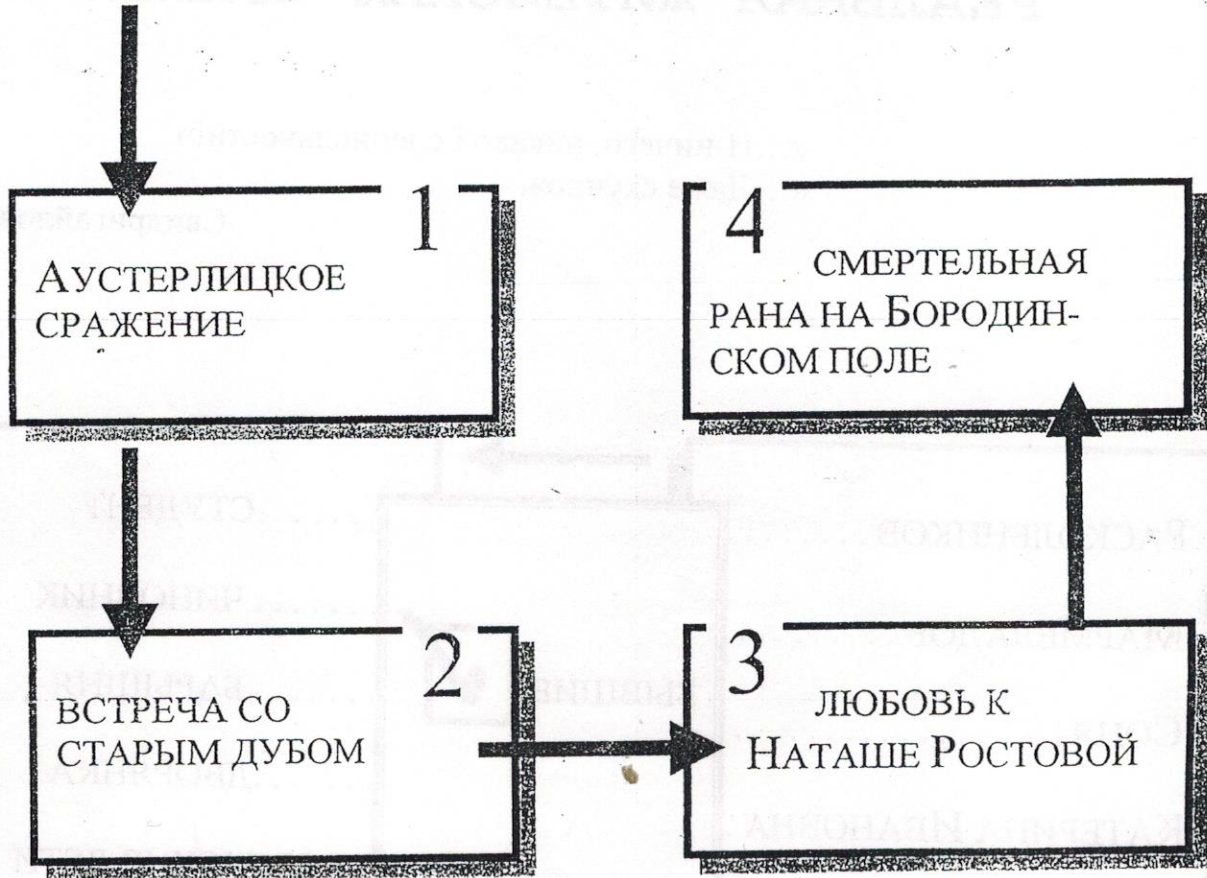 1
АУСТЕРЛИЦКОЕ
СРАЖЕНИЕ
2
ВСТРЕЧА СО
СТАРЫМ ДУБОМ
3
ЛЮБОВЬ К
НАТАШЕ РОСТОВОЙ
4
СМЕРТЕЛЬНАЯ
РАНА НА БОРОДИН-
СКОМ ПОЛЕ